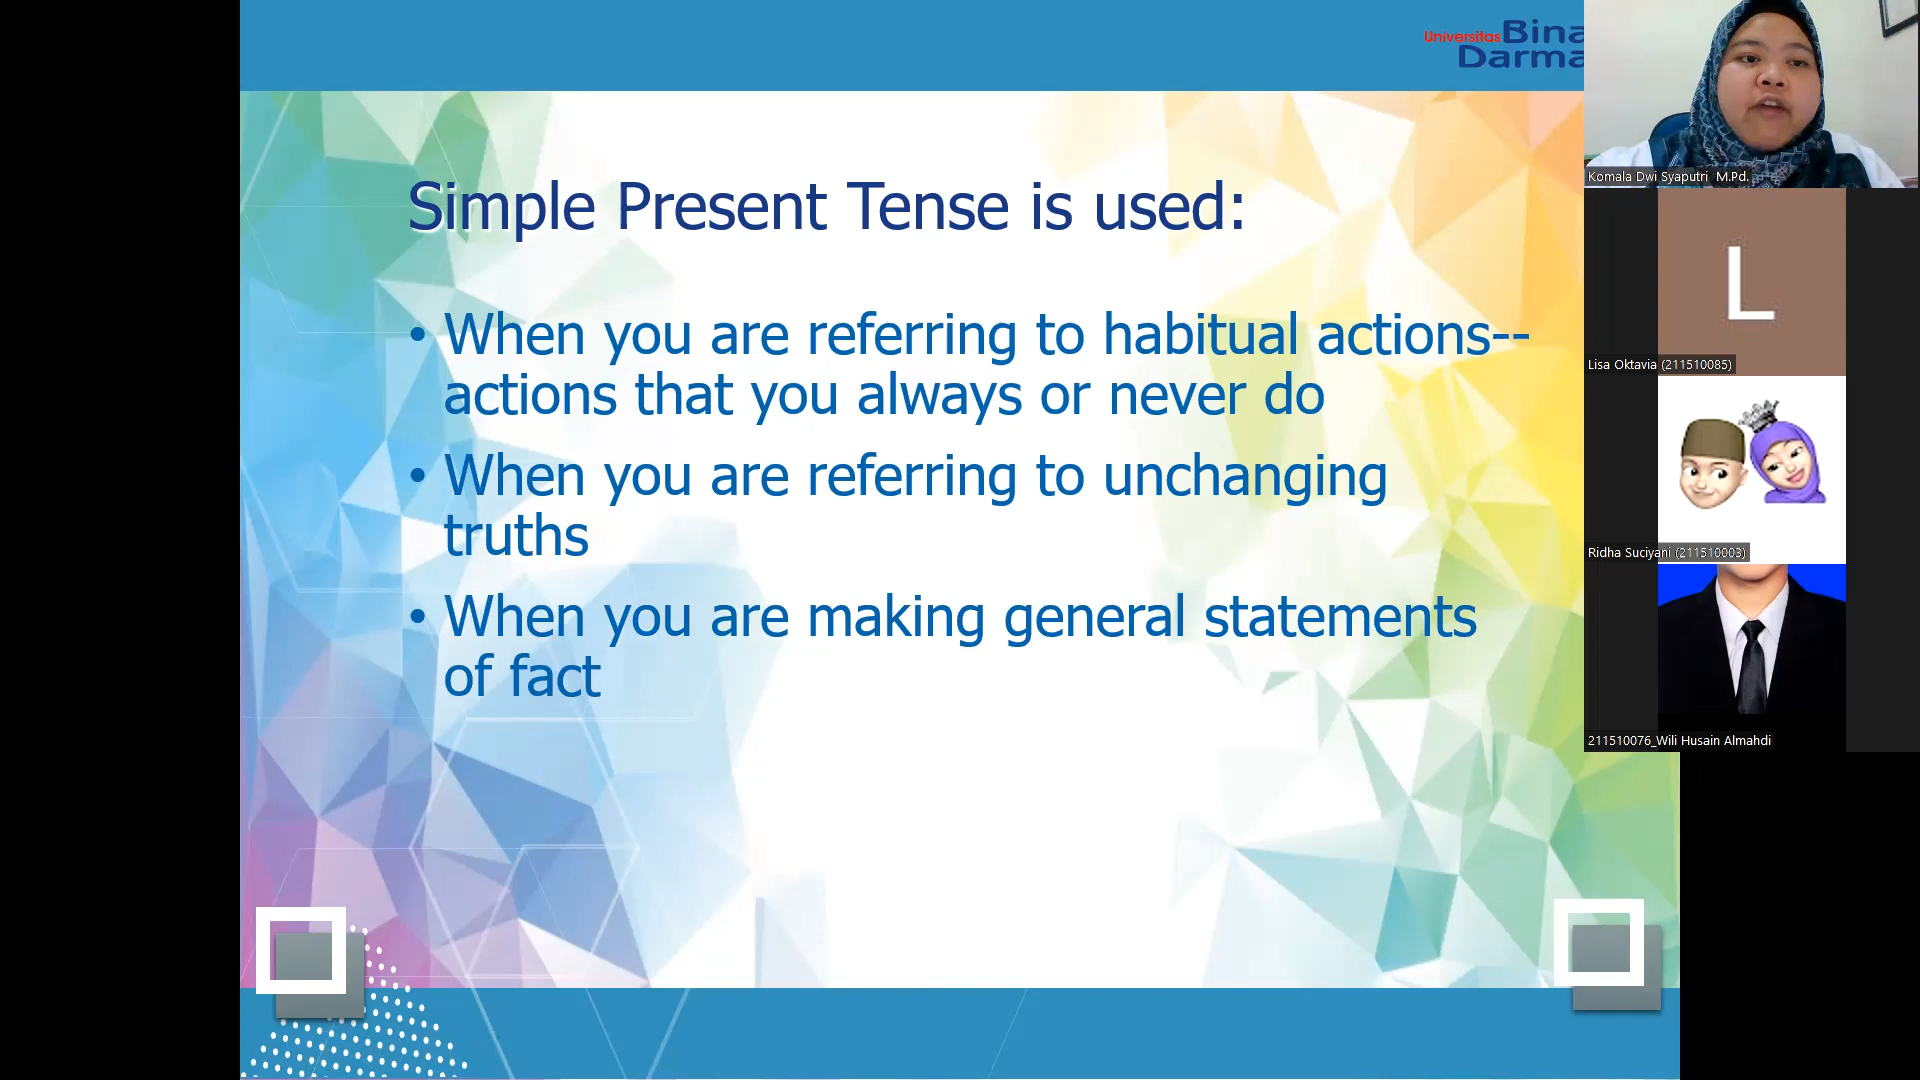 Universitas Bina
Darma
Simple Present Tense is used:
• When you are referring to habitual actions--
actions that you always or never do
• When you are referring to unchanging
truths
• When you are making general statements
of fact
Komala Dwi Syaputri M.Pd.
L
Lisa Oktavia (211510085)
Ridha Suciyani (211510003)
211510076_Wili Husain Almahdi